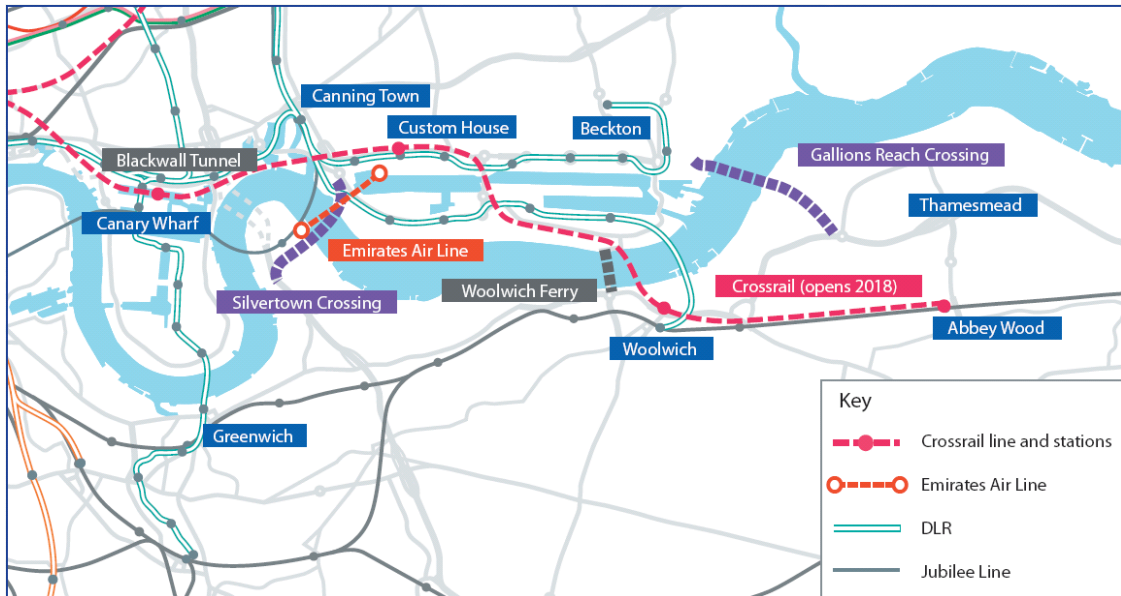 Canning Town
Custom House
Beckton
Blackwall Tunnel
Gallions Reach Crossing
Thamesmead
Canary Wharf
Emirates Air Line
Woolwich Ferry
Crossrail (opens 2018)
Silvertown Crossing
Abbey Wood
Woolwich
Greenwich
Key
Crossrail line and stations
Emirates Air Line
DLR
Jubilee Line